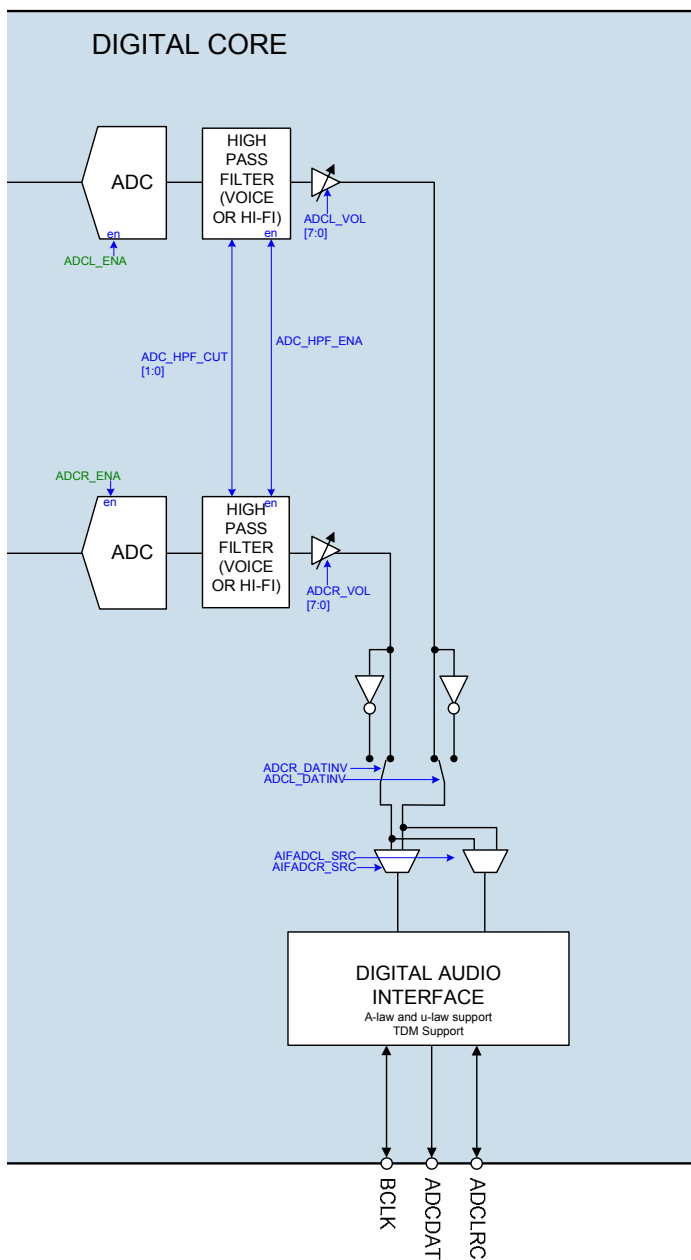 DIGITAL CORE
ADC
en
ADCL_ENA
HIGH
PASS
FILTER
(VOICE
OR HI-FI)
en
ADCL_VOL
[7:0]
ADC_HPF_CUT
[1:0]
ADC_HPF_ENA
ADCR_ENA
en
ADC
HIGH
en
PASS
FILTER
(VOICE
OR HI-FI)
ADCR_VOL
[7:0]
ADCR_DATINV
ADCL_DATINV
AIFADCL_SRC
AIFADCR_SRC
DIGITAL AUDIO
INTERFACE
A-law and u-law support
TDM Support
BCLK
ADCDAT
ADCLRC